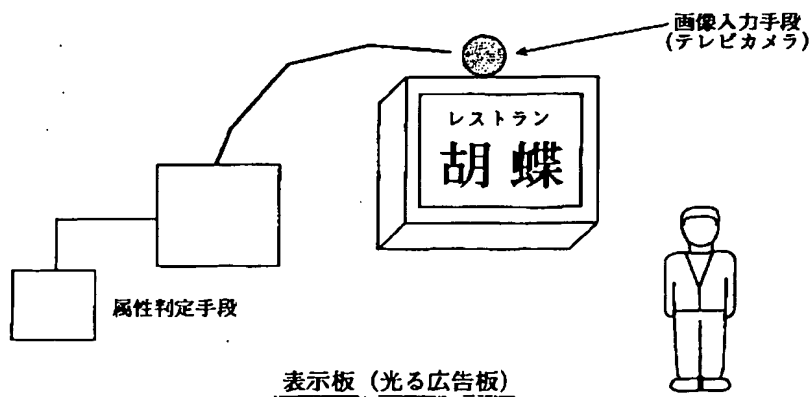 画像入力手段
(テレビカメラ)
レストラン
胡蝶
属性判定手段
表示板 (光る広告板)